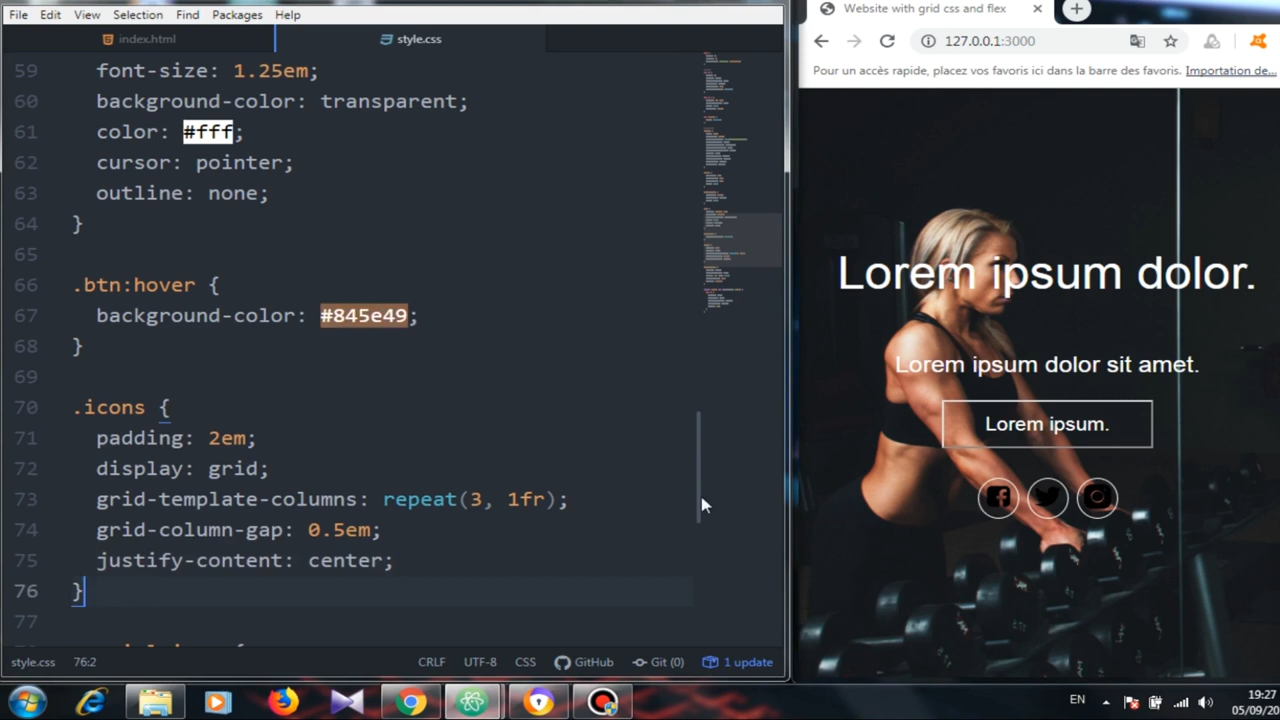 File Edit View Selection Find Packages Help
index.html
style.css
59 font-size: 1.25em;
60 background-color: transparent;
61 color: #fff;
62 cursor: pointer;
63 outline: none;
64 }
65
66 .btn:hover {
67 background-color: #845e49;
68 }
69
70 .icons {
71 padding: 2em;
72 display: grid;
73 grid-template-columns: repeat(3, 1fr);
74 grid-column-gap: 0.5em;
75 justify-content: center;
76 }
77
style.css 76:2 CRLF UTF-8 CSS GitHub Git (0) 1 update
Website with grid css and flex
127.0.0.1:3000
Pour un accès rapide, placez vos favoris ici dans la barre des favoris. Importation de...
Lorem ipsum dolor.
Lorem ipsum dolor sit amet.
Lorem ipsum.
EN
19:27
05/09/20